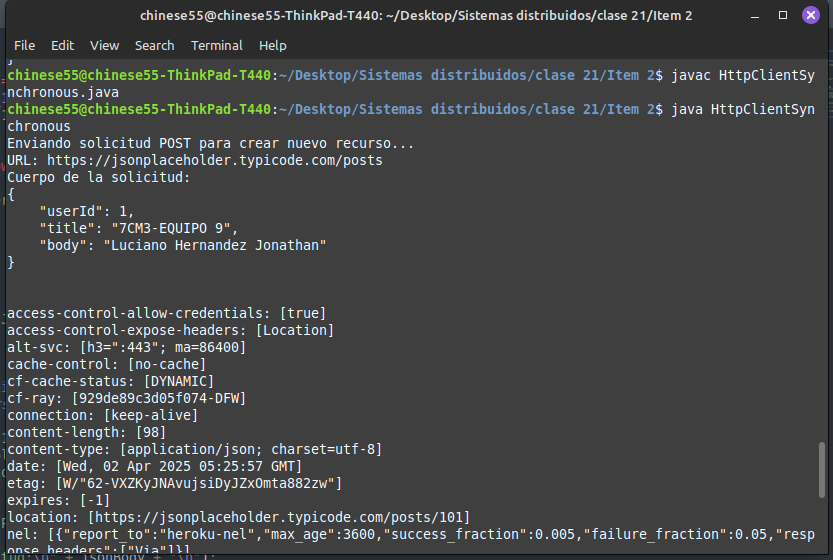 chinese55@chinese55-ThinkPad-T440: ~/Desktop/Sistemas distribuidos/clase 21/Item 2
File Edit View Search Terminal Help
}
chinese55@chinese55-ThinkPad-T440:~/Desktop/Sistemas distribuidos/clase 21/Item 2$ javac HttpClientSy
nchronous.java
chinese55@chinese55-ThinkPad-T440:~/Desktop/Sistemas distribuidos/clase 21/Item 2$ java HttpClientSyn
chronous
Enviando solicitud POST para crear nuevo recurso...
URL: https://jsonplaceholder.typicode.com/posts
Cuerpo de la solicitud:
{
    "userId": 1,
    "title": "7CM3-EQUIPO 9",
    "body": "Luciano Hernandez Jonathan"
}
access-control-allow-credentials: [true]
access-control-expose-headers: [Location]
alt-svc: [h3=":443"; ma=86400]
cache-control: [no-cache]
cf-cache-status: [DYNAMIC]
cf-ray: [929de89c3d05f074-DFW]
connection: [keep-alive]
content-length: [98]
content-type: [application/json; charset=utf-8]
date: [Wed, 02 Apr 2025 05:25:57 GMT]
etag: [W/"62-VXZKyJNAvujsiDyJZxOmta882zw"]
expires: [-1]
location: [https://jsonplaceholder.typicode.com/posts/101]
nel: [{"report_to":"heroku-nel","max_age":3600,"success_fraction":0.005,"failure_fraction":0.05,"resp
onse_headers":["Via"]}]